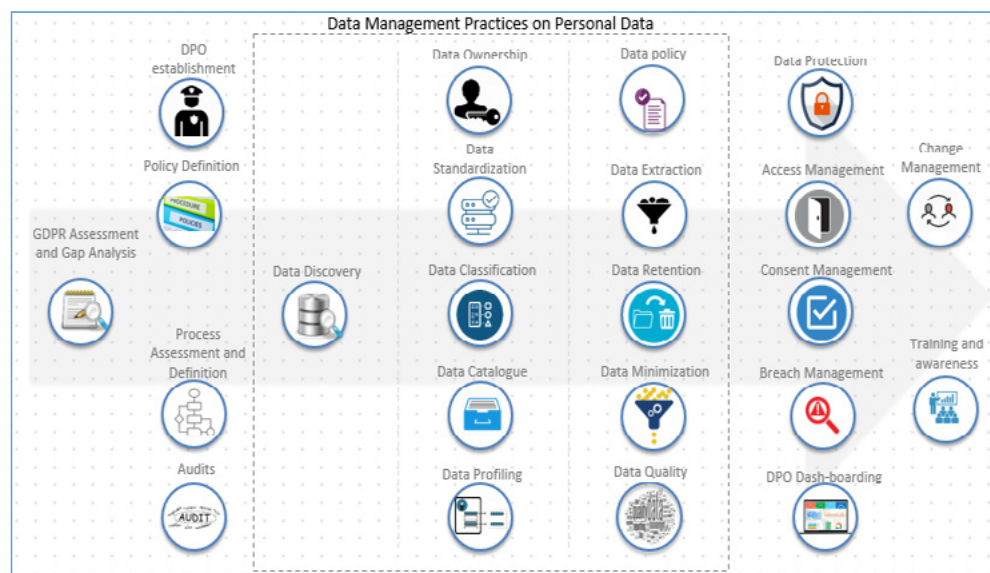 Data Management Practices on Personal Data
DPO
establishment
Policy Definition
PROCEDURE
POLICIES
GDPR Assessment
and Gap Analysis
Process
Assessment and
Definition
Audits
AUDIT
Data Discovery
Data Ownership
Data
Standardization
Data Classification
Data Catalogue
Data Profiling
Data policy
Data Extraction
Data Retention
Data Minimization
Data Quality
Data Protection
Access Management
Consent Management
Breach Management
DPO Dash-boarding
Change
Management
Training and
awareness